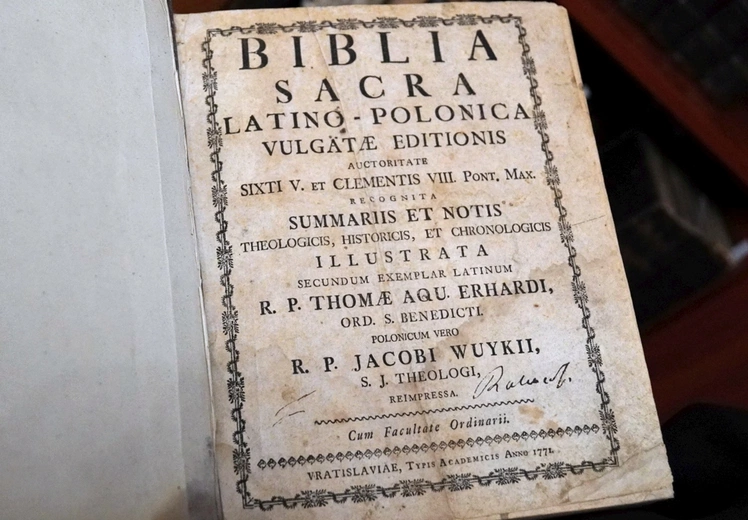 BIBLIA
SACRA
LATINO-POLONICA
VULGATÆ EDITIONIS
AUCTORITATE
SIXTI V. ET CLEMENTIS VIII. PONT. MAX.
RECOGNITA
SUMMARIIS ET NOTIS
THEOLOGICIS, HISTORICIS, ET CHRONOLOGICIS
ILLUSTRATA
SECUNDUM EXEMPLAR LATINUM
R. P. THOMÆ AQU. ERHARDI,
ORD. S. BENEDICTI.
POLONICUM VERO
R. P. JACOBI WUYKII,
S. J. THEOLOGI,
REIMPRESSA.
Cum Facultate Ordinarii.
VRATISLAVIAE, TYPIS ACADEMICIS ANNO 1771.